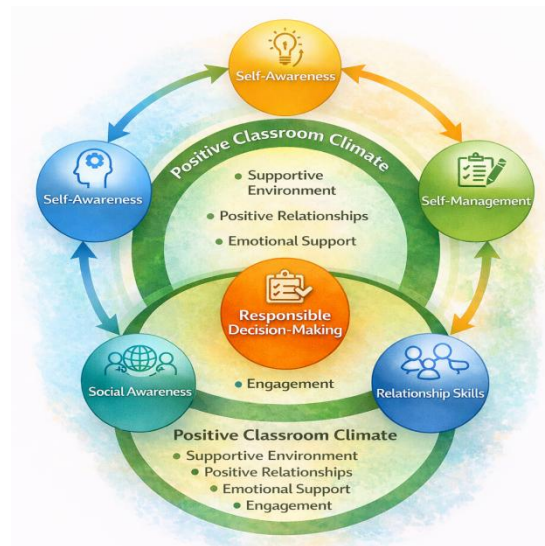 Self-Awareness
Positive Classroom Climate
Self-Awareness
Self-Management
• Supportive
Environment
• Positive Relationships
• Emotional Support
Responsible
Decision-Making
• Engagement
Social Awareness
Relationship Skills
Positive Classroom Climate
• Supportive Environment
• Positive Relationships
• Emotional Support
• Engagement